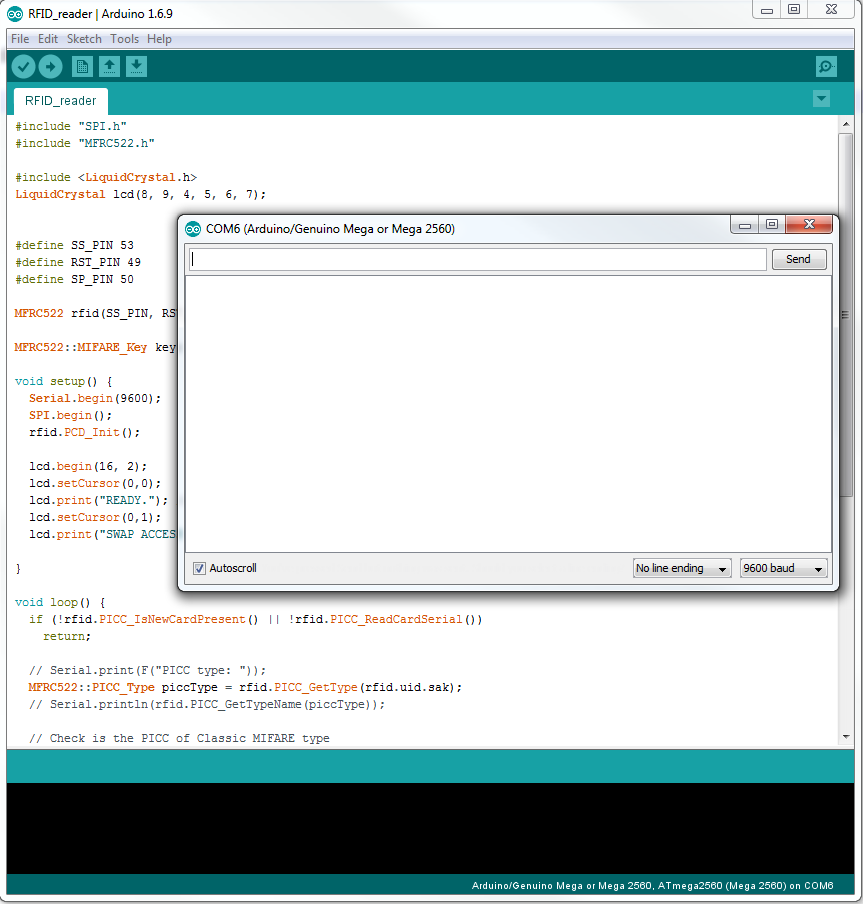 RFID_reader | Arduino 1.6.9
File Edit Sketch Tools Help
RFID_reader
#include "SPI.h"
#include "MFRC522.h"
#include <LiquidCrystal.h>
LiquidCrystal lcd(8, 9, 4, 5, 6, 7);
#define SS_PIN 53
#define RST_PIN 49
#define SP_PIN 50
MFRC522 rfid(SS_PIN, RS
MFRC522::MIFARE_Key key
void setup() {
Serial.begin(9600);
SPI.begin();
rfid.PCD_Init();
lcd.begin(16, 2);
lcd.setCursor(0,0);
lcd.print("READY.");
lcd.setCursor(0,1);
lcd.print("SWAP ACCES
}
void loop() {
if (!rfid.PICC_IsNewCardPresent() || !rfid.PICC_ReadCardSerial())
return;
// Serial.print(F("PICC type: "));
MFRC522::PICC_Type piccType = rfid.PICC_GetType(rfid.uid.sak);
// Serial.println(rfid.PICC_GetTypeName(piccType));
// Check is the PICC of Classic MIFARE type
COM6 (Arduino/Genuino Mega or Mega 2560)
Send
Autoscroll
No line ending
9600 baud
Arduino/Genuino Mega or Mega 2560, ATmega2560 (Mega 2560) on COM6